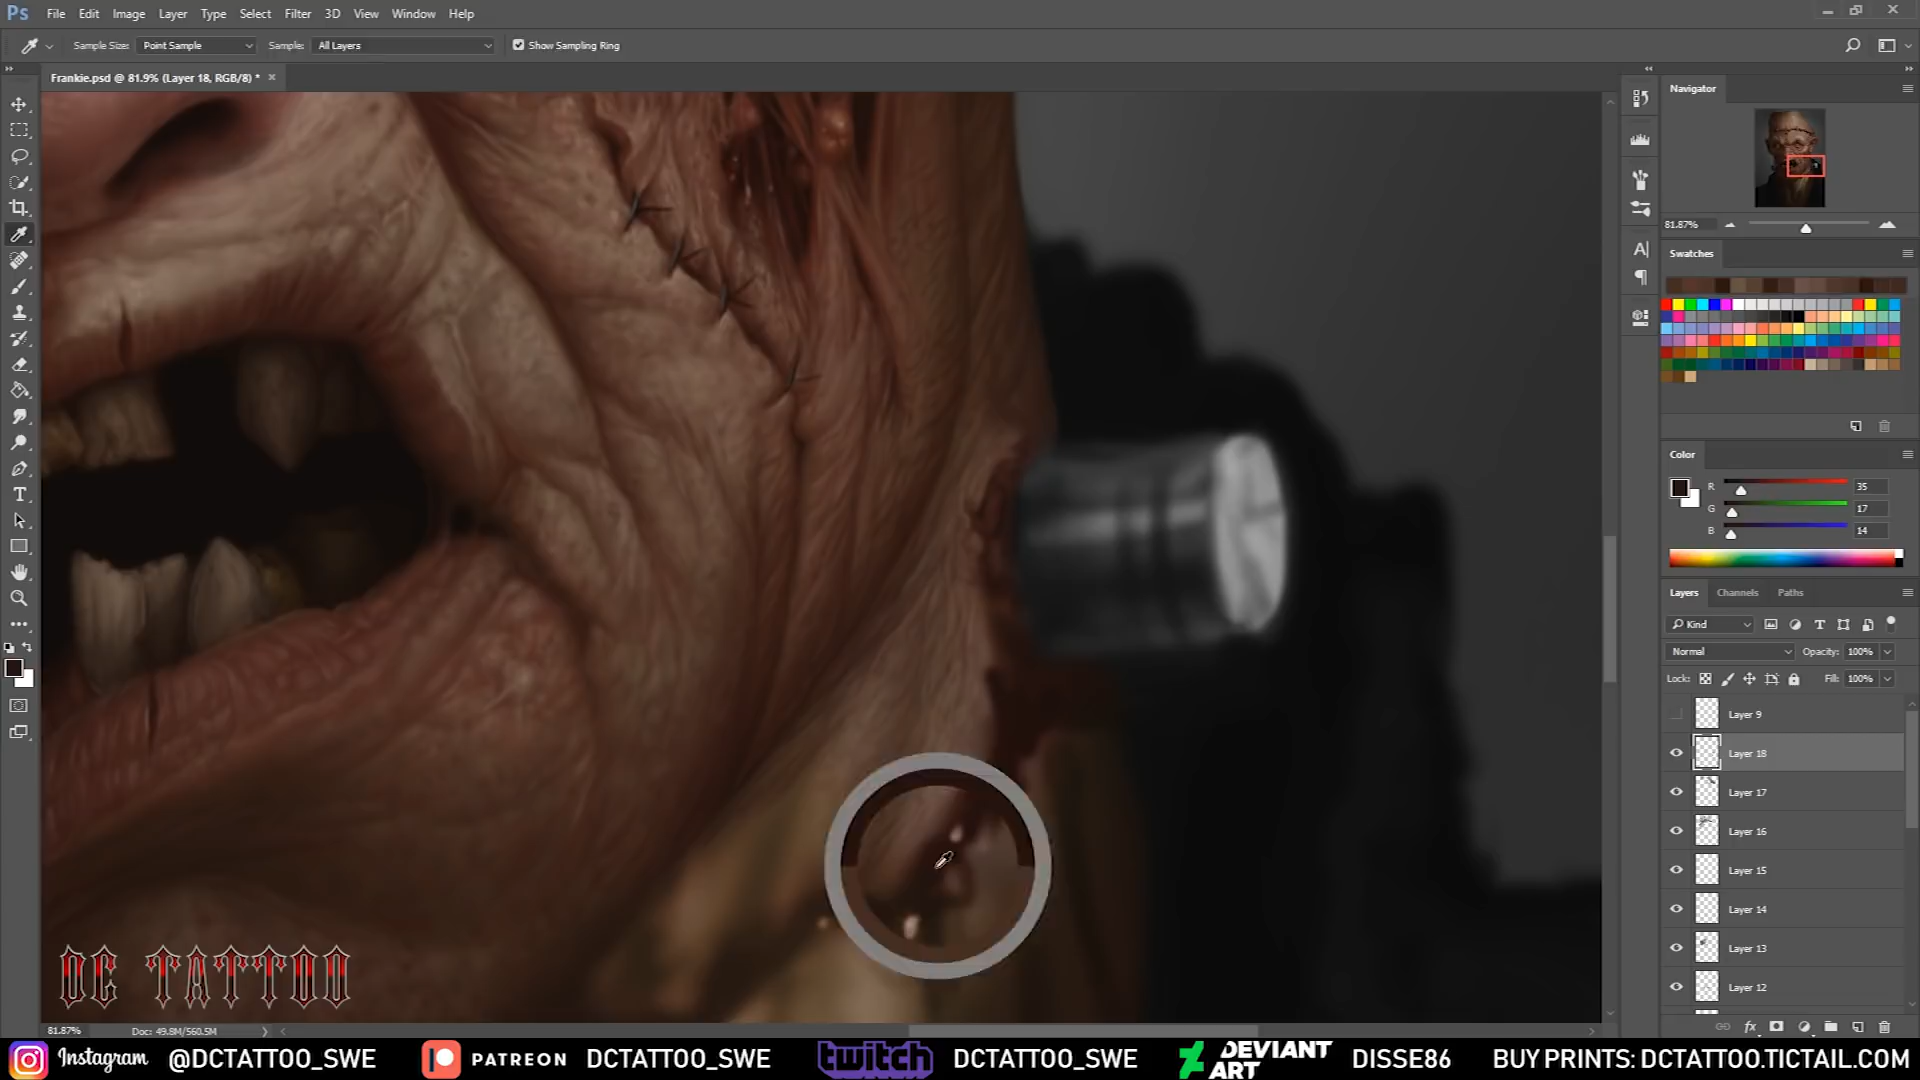 Ps File Edit Image Layer Type Select Filter 3D View Window Help
Sample Size: Point Sample Sample: All Layers Show Sampling Ring
Frankie.psd @ 81.9% (Layer 18, RGB/8) *
Navigator
81.87%
Swatches
Color
R 35
G 17
B 14
Layers Channels Paths
Kind
Normal Opacity: 100%
Lock: Fill: 100%
Layer 9
Layer 18
Layer 17
Layer 16
Layer 15
Layer 14
Layer 13
Layer 12
DC TATTOO
81.87% Doc: 49.8M/560.5M
Instagram @DCTATTOO_SWE PATREON DCTATTOO_SWE twitch DCTATTOO_SWE DEVIANT ART DISSE86 BUY PRINTS: DCTATTOO.TICTAIL.COM